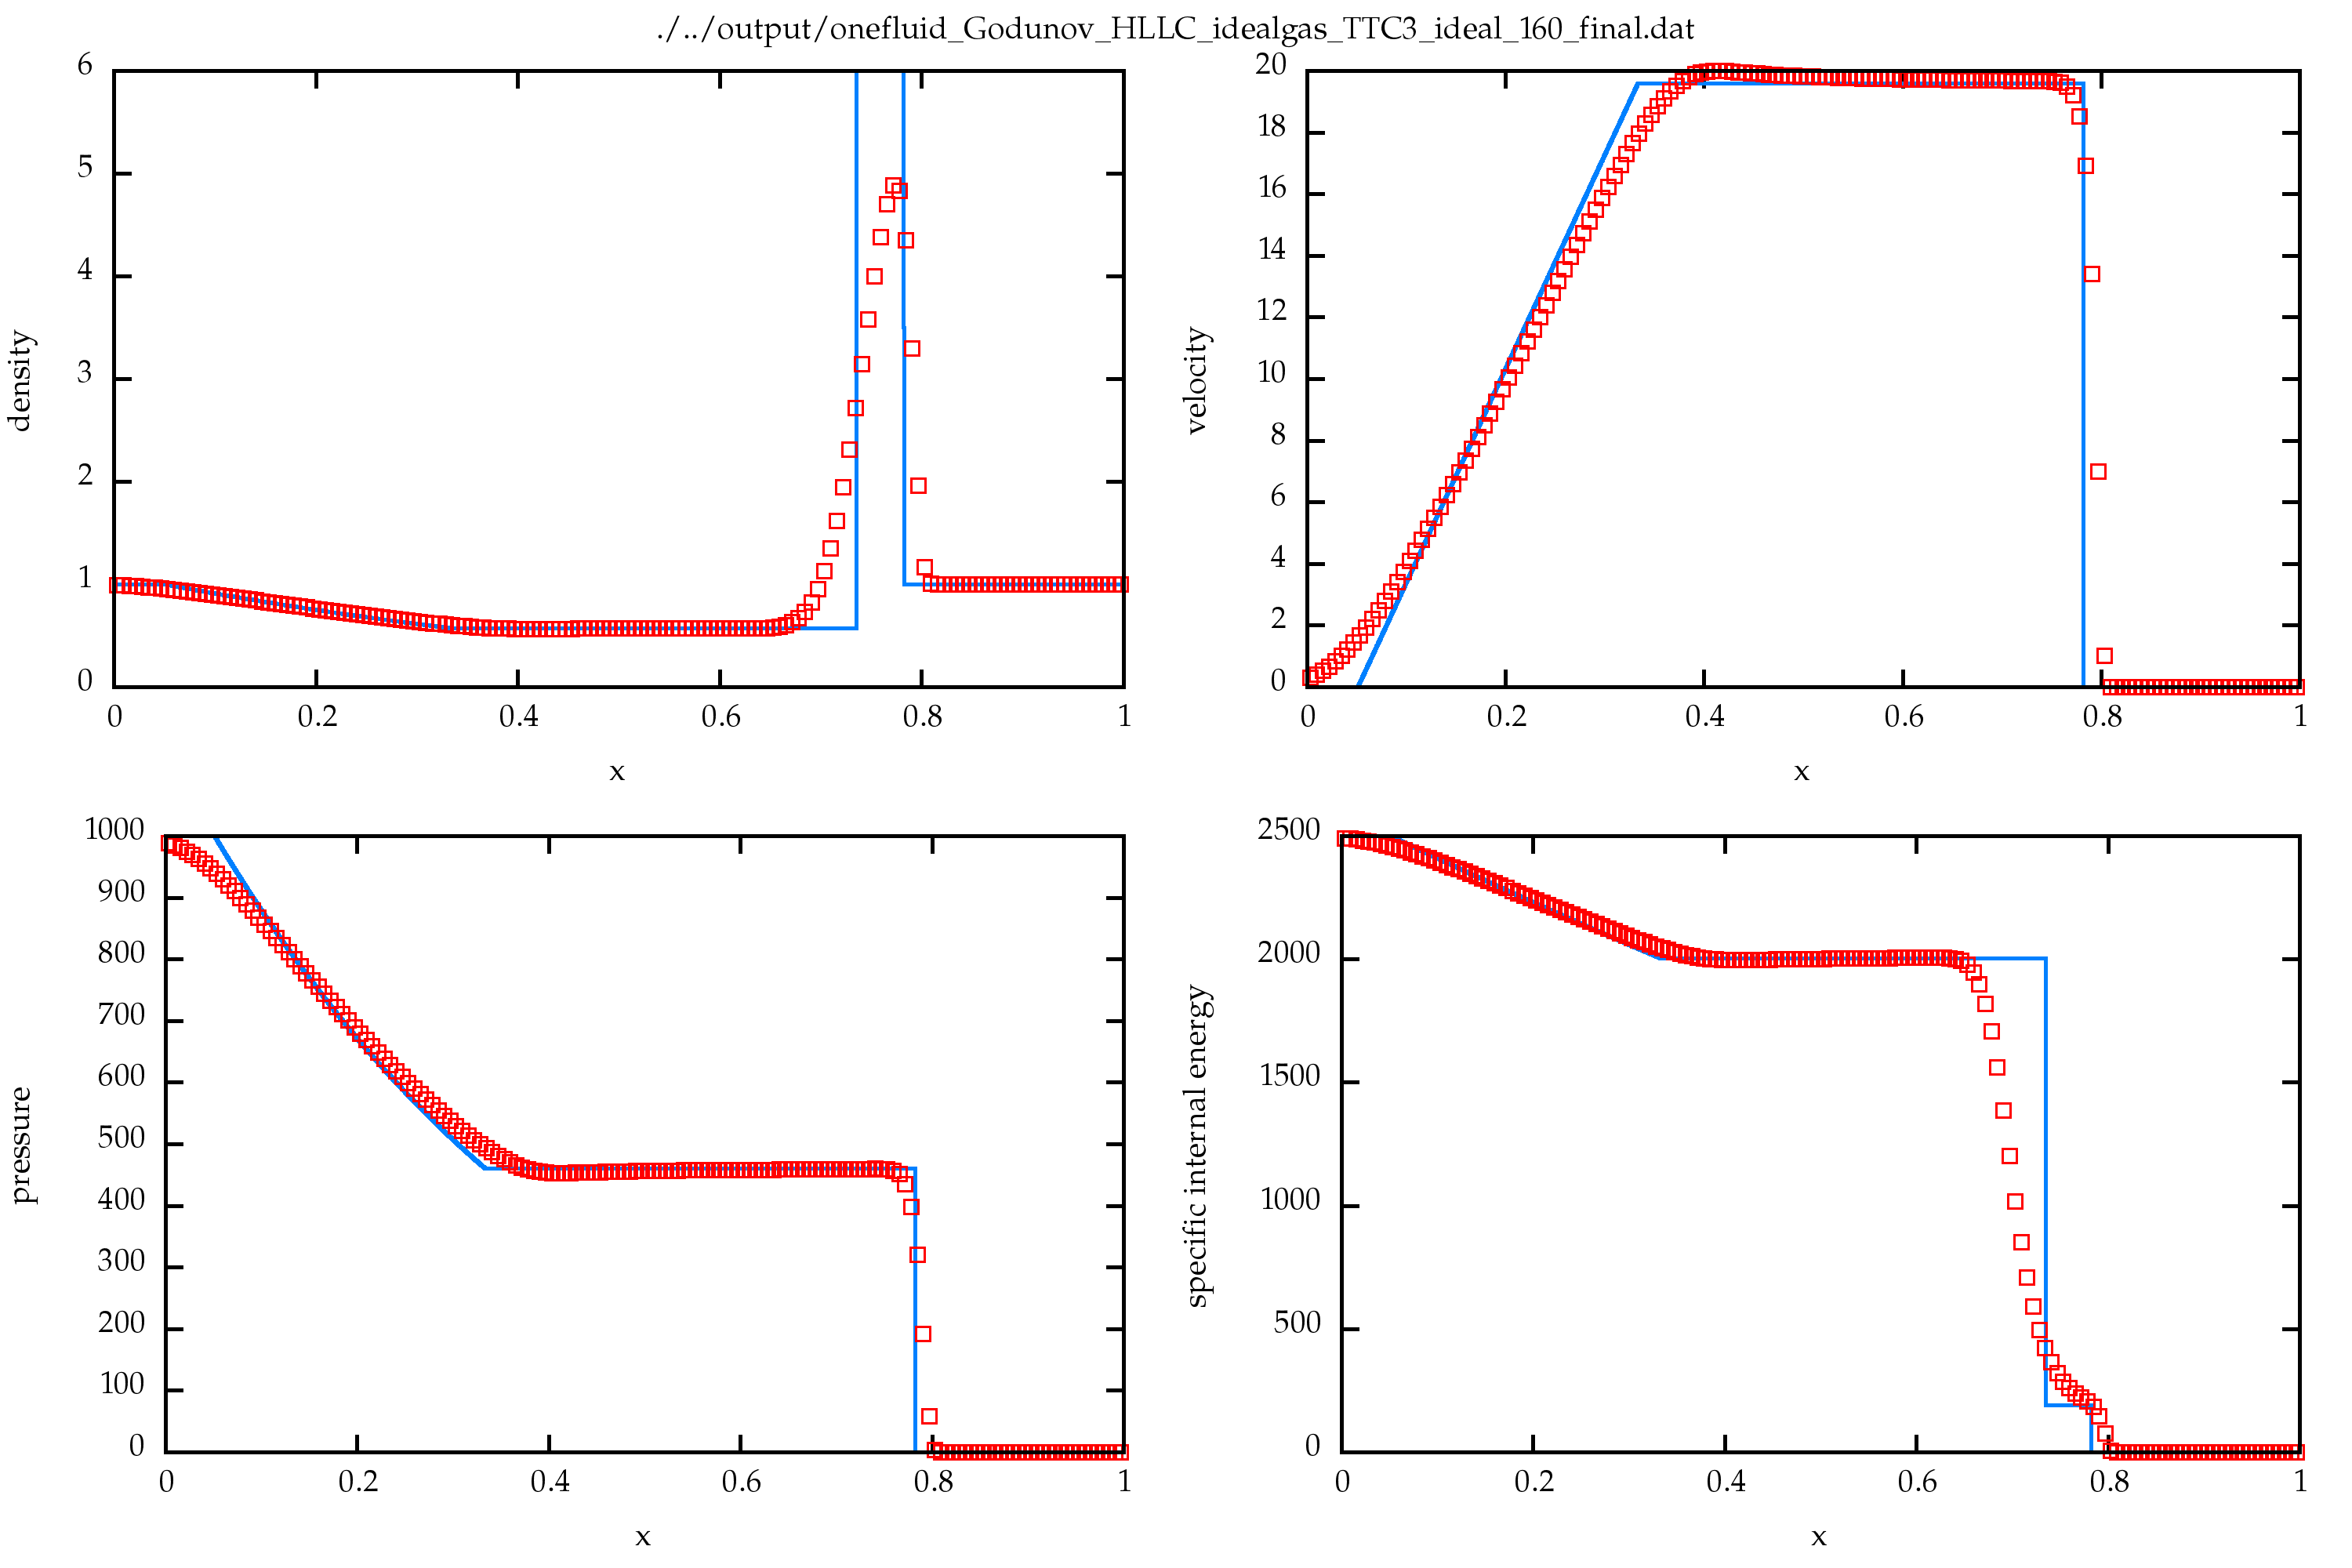 ./../output/onefluid_Godunov_HLLC_idealgas_TTC3_ideal_160_final.dat
6
5
4
3
2
1
0
density
0 0.2 0.4 0.6 0.8 1
x
20
18
16
14
12
10
8
6
4
2
0
velocity
0 0.2 0.4 0.6 0.8 1
x
1000
900
800
700
600
500
400
300
200
100
0
pressure
0 0.2 0.4 0.6 0.8 1
x
2500
2000
1500
1000
500
0
specific internal energy
0 0.2 0.4 0.6 0.8 1
x